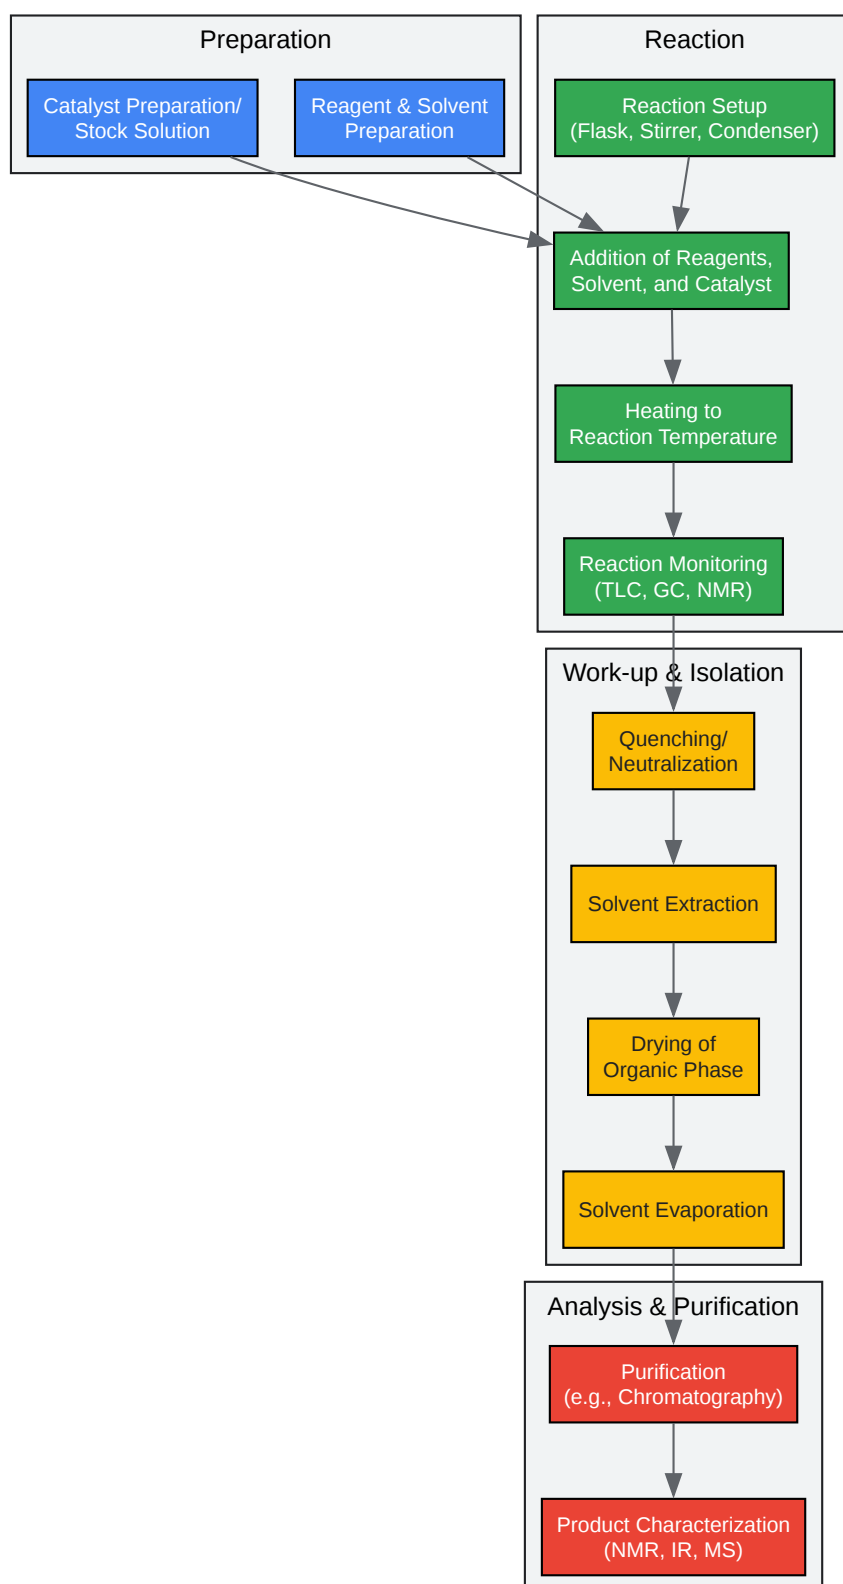 Preparation
Catalyst Preparation/
Stock Solution
Reagent & Solvent
Preparation
Reaction
Reaction Setup
(Flask, Stirrer, Condenser)
Addition of Reagents,
Solvent, and Catalyst
Heating to
Reaction Temperature
Reaction Monitoring
(TLC, GC, NMR)
Work-up & Isolation
Quenching/
Neutralization
Solvent Extraction
Drying of
Organic Phase
Solvent Evaporation
Analysis & Purification
Purification
(e.g., Chromatography)
Product Characterization
(NMR, IR, MS)